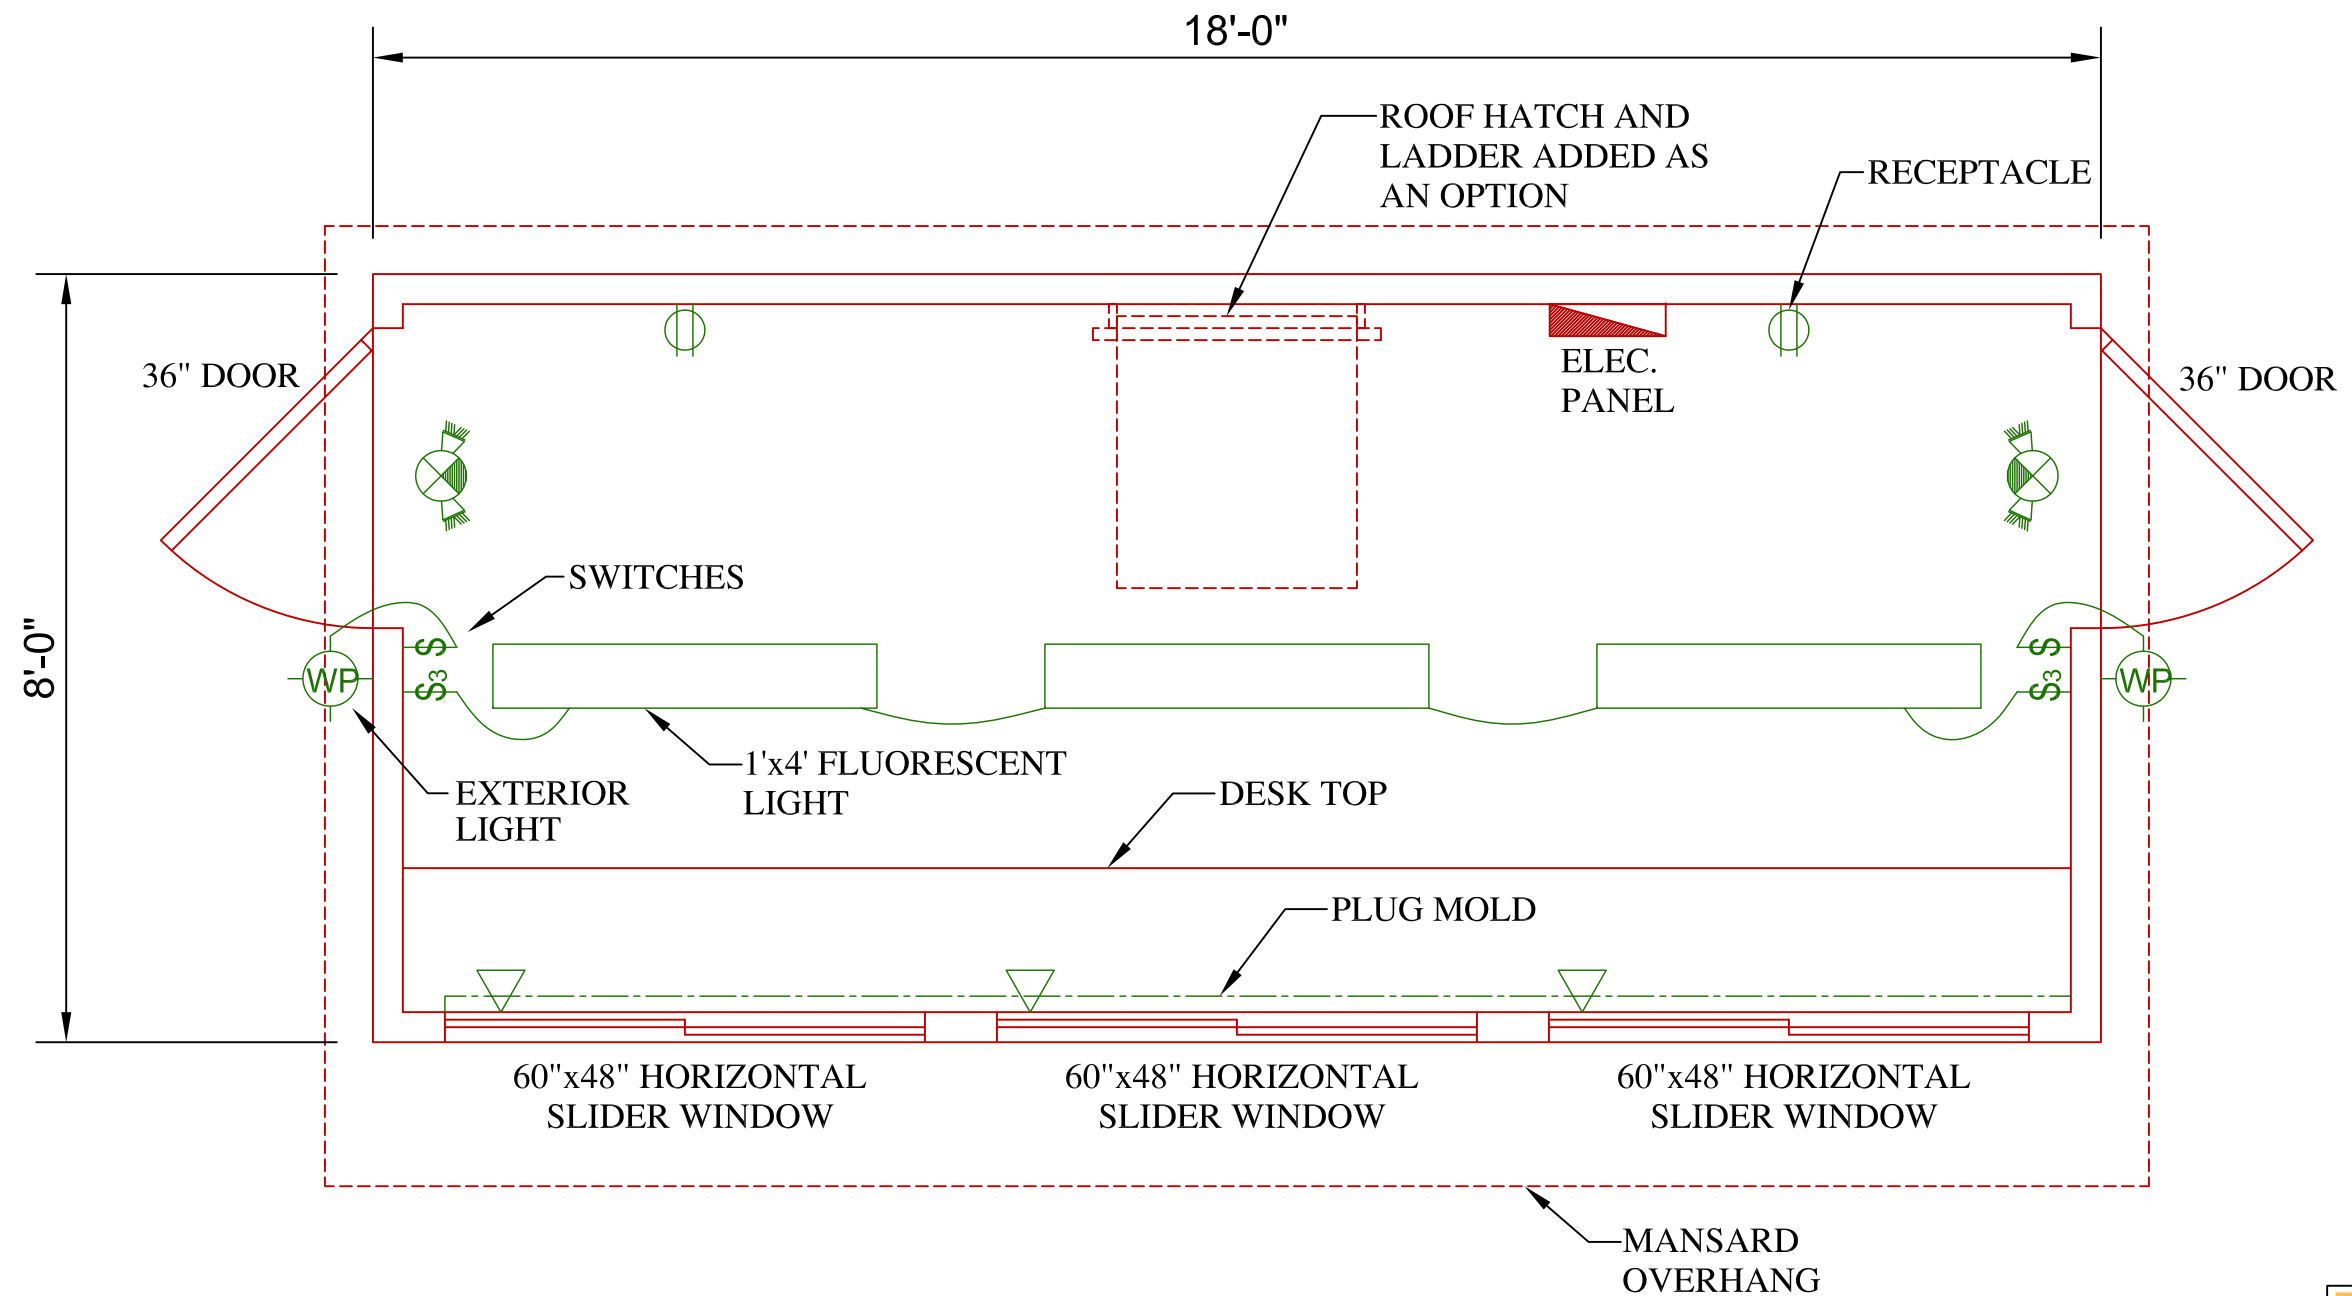 18'-0"
ROOF HATCH AND
LADDER ADDED AS
AN OPTION
RECEPTACLE
36" DOOR
ELEC.
PANEL
36" DOOR
SWITCHES
8'-0"
S
S3
WP
S
S3
WP
1'x4' FLUORESCENT
LIGHT
EXTERIOR
LIGHT
DESK TOP
PLUG MOLD
60"x48" HORIZONTAL
SLIDER WINDOW
60"x48" HORIZONTAL
SLIDER WINDOW
60"x48" HORIZONTAL
SLIDER WINDOW
MANSARD
OVERHANG